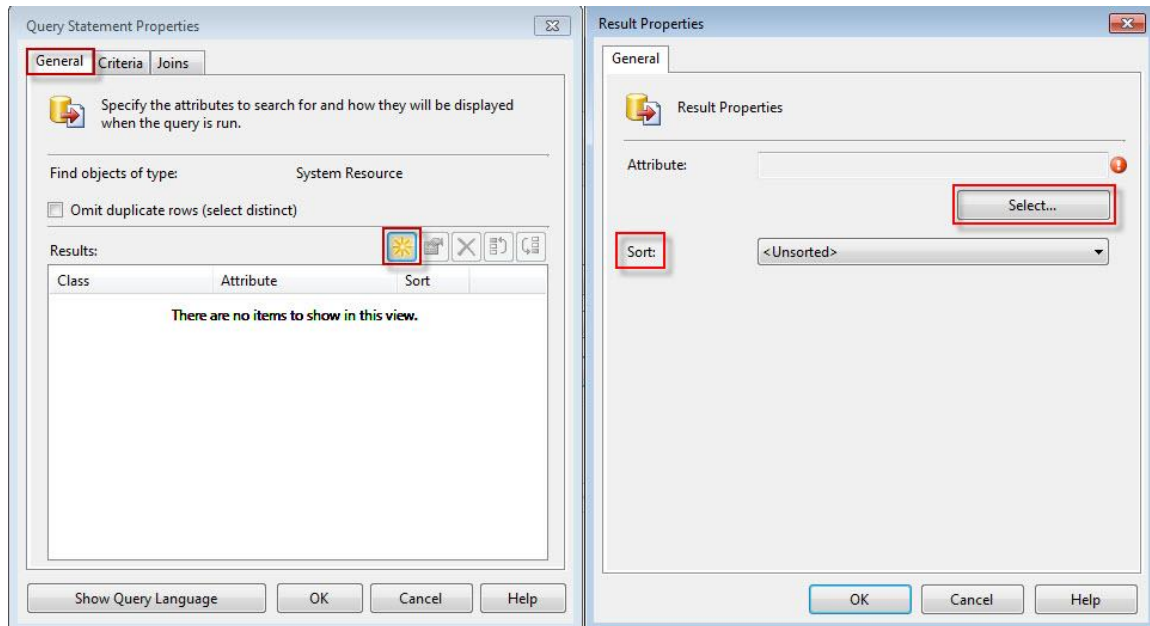 Query Statement Properties
General Criteria Joins
Specify the attributes to search for and how they will be displayed
when the query is run.
Find objects of type: System Resource
Omit duplicate rows (select distinct)
Results:
Class Attribute Sort
There are no items to show in this view.
Show Query Language OK Cancel Help
Result Properties
General
Result Properties
Attribute:
Select...
Sort: <Unsorted>
OK Cancel Help